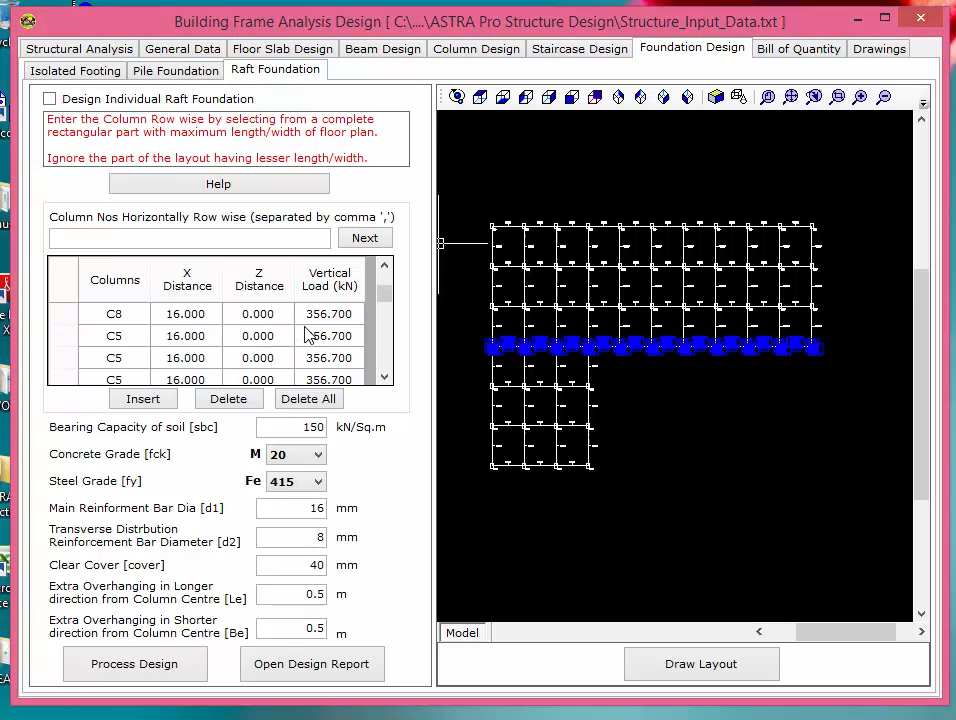 Building Frame Analysis Design [ C:\....\ASTRA Pro Structure Design\Structure_Input_Data.txt ]
Structural Analysis General Data Floor Slab Design Beam Design Column Design Staircase Design Foundation Design Bill of Quantity Drawings
Isolated Footing Pile Foundation Raft Foundation
Design Individual Raft Foundation
Enter the Column Row wise by selecting from a complete
rectangular part with maximum length/width of floor plan.
Ignore the part of the layout having lesser length/width.
Help
Column Nos Horizontally Row wise (separated by comma ',')
Next
Columns X Distance Z Distance Vertical Load (kN)
C8 16.000 0.000 356.700
C5 16.000 0.000 356.700
C5 16.000 0.000 356.700
C5 16.000 0.000 356.700
Insert Delete Delete All
Bearing Capacity of soil [sbc] 150 kN/Sq.m
Concrete Grade [fck] M 20
Steel Grade [fy] Fe 415
Main Reinforment Bar Dia [d1] 16 mm
Transverse Distrbution
Reinforcement Bar Diameter [d2] 8 mm
Clear Cover [cover] 40 mm
Extra Overhanging in Longer
direction from Column Centre [Le] 0.5 m
Extra Overhanging in Shorter
direction from Column Centre [Be] 0.5 m
Process Design Open Design Report
Model
Draw Layout